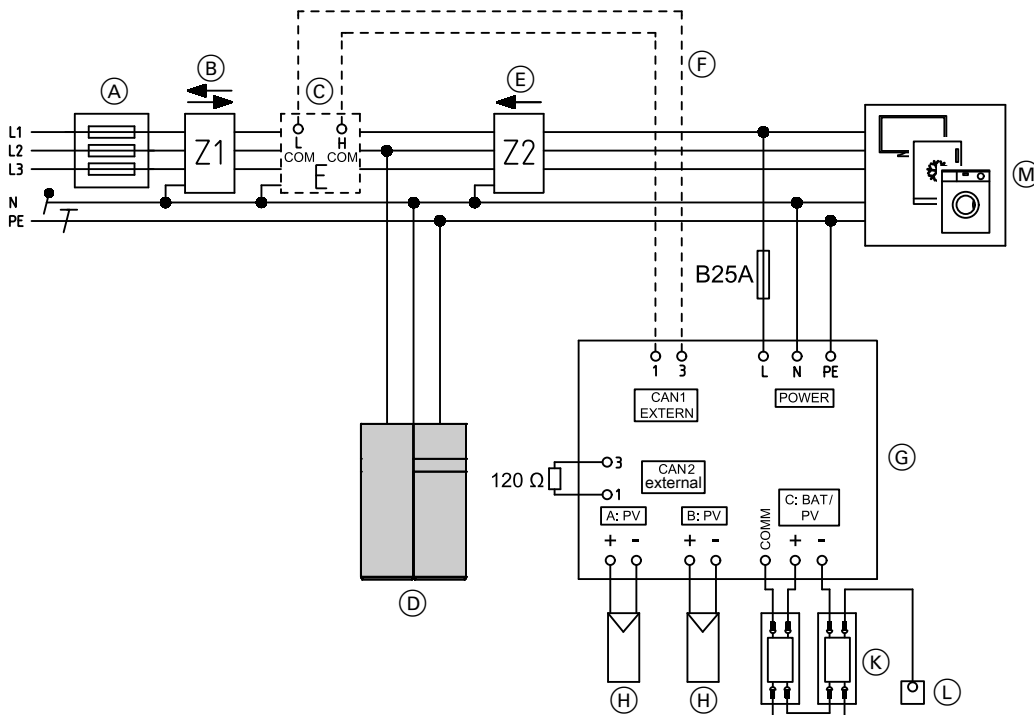 Ⓑ Ⓔ
Ⓐ Ⓒ Ⓕ
L1
L2
L3
N
PE
Z1
L H
COM COM
E
Z2
Ⓜ
B25A
1 3 L N PE
CAN1
EXTERN
POWER
Ⓖ
120 Ω
3
1
CAN2
external
A: PV B: PV
C: BAT/
PV
COMM
+ - + - + -
Ⓓ
Ⓗ Ⓗ Ⓚ Ⓛ